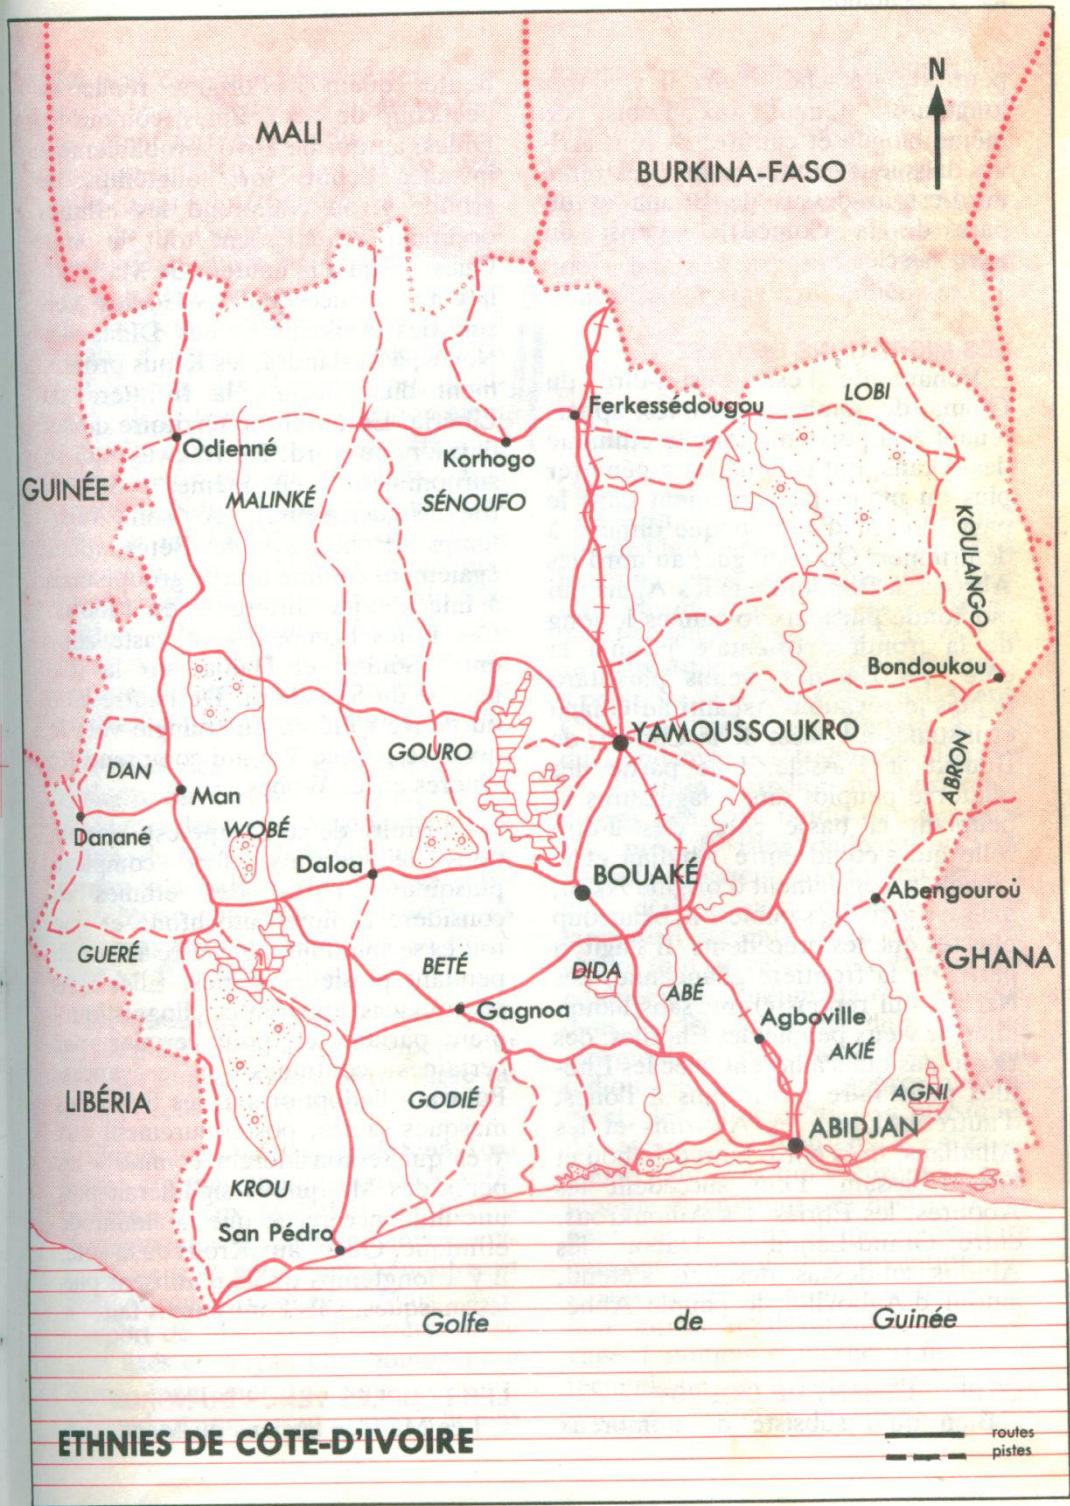 N
MALI
BURKINA-FASO
LOBI
Ferkessédougou
Odienné
Korhogo
GUINÉE
MALINKÉ
SÉNOUFO
KOULANGO
Bondoukou
YAMOUSSOUKRO
GOURO
ABRON
DAN
Man
Danané
WOBÉ
Daloa
BOUAKÉ
Abengouroù
GUERÉ
BETÉ
DIDA
ABÉ
GHANA
Gagnoa
Agboville
AKIÉ
LIBÉRIA
GODIÉ
AGNI
ABIDJAN
KROU
San Pédro
Golfe de Guinée
ETHNIES DE CÔTE-D'IVOIRE
routes
pistes